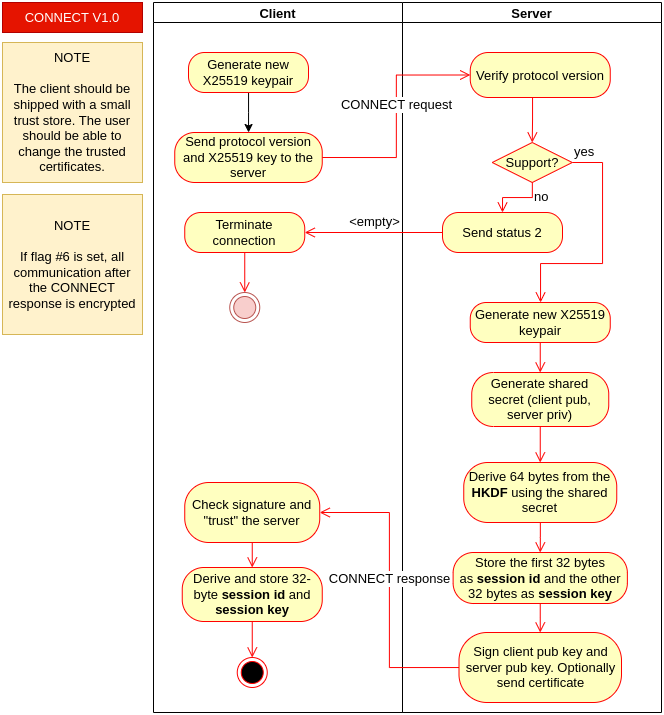 CONNECT V1.0
NOTE
The client should be
shipped with a small
trust store. The user
should be able to
change the trusted
certificates.
NOTE
If flag #6 is set, all
communication after
the CONNECT
response is encrypted
Client
Server
Generate new
X25519 keypair
Send protocol version
and X25519 key to the
server
CONNECT request
Verify protocol version
Support?
yes
no
Send status 2
<empty>
Terminate
connection
Generate new X25519
keypair
Generate shared
secret (client pub,
server priv)
Derive 64 bytes from the
HKDF using the shared
secret
Store the first 32 bytes
as session id and the other
32 bytes as session key
Sign client pub key and
server pub key. Optionally
send certificate
CONNECT response
Check signature and
"trust" the server
Derive and store 32-
byte session id and
session key